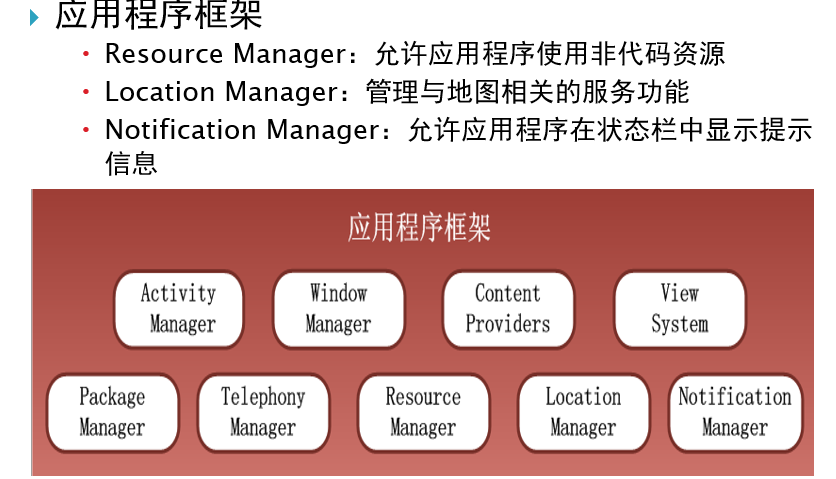 应用程序框架
Resource Manager：允许应用程序使用非代码资源
Location Manager：管理与地图相关的服务功能
Notification Manager：允许应用程序在状态栏中显示提示
信息
应用程序框架
Activity
Manager
Window
Manager
Content
Providers
View
System
Package
Manager
Telephony
Manager
Resource
Manager
Location
Manager
Notification
Manager